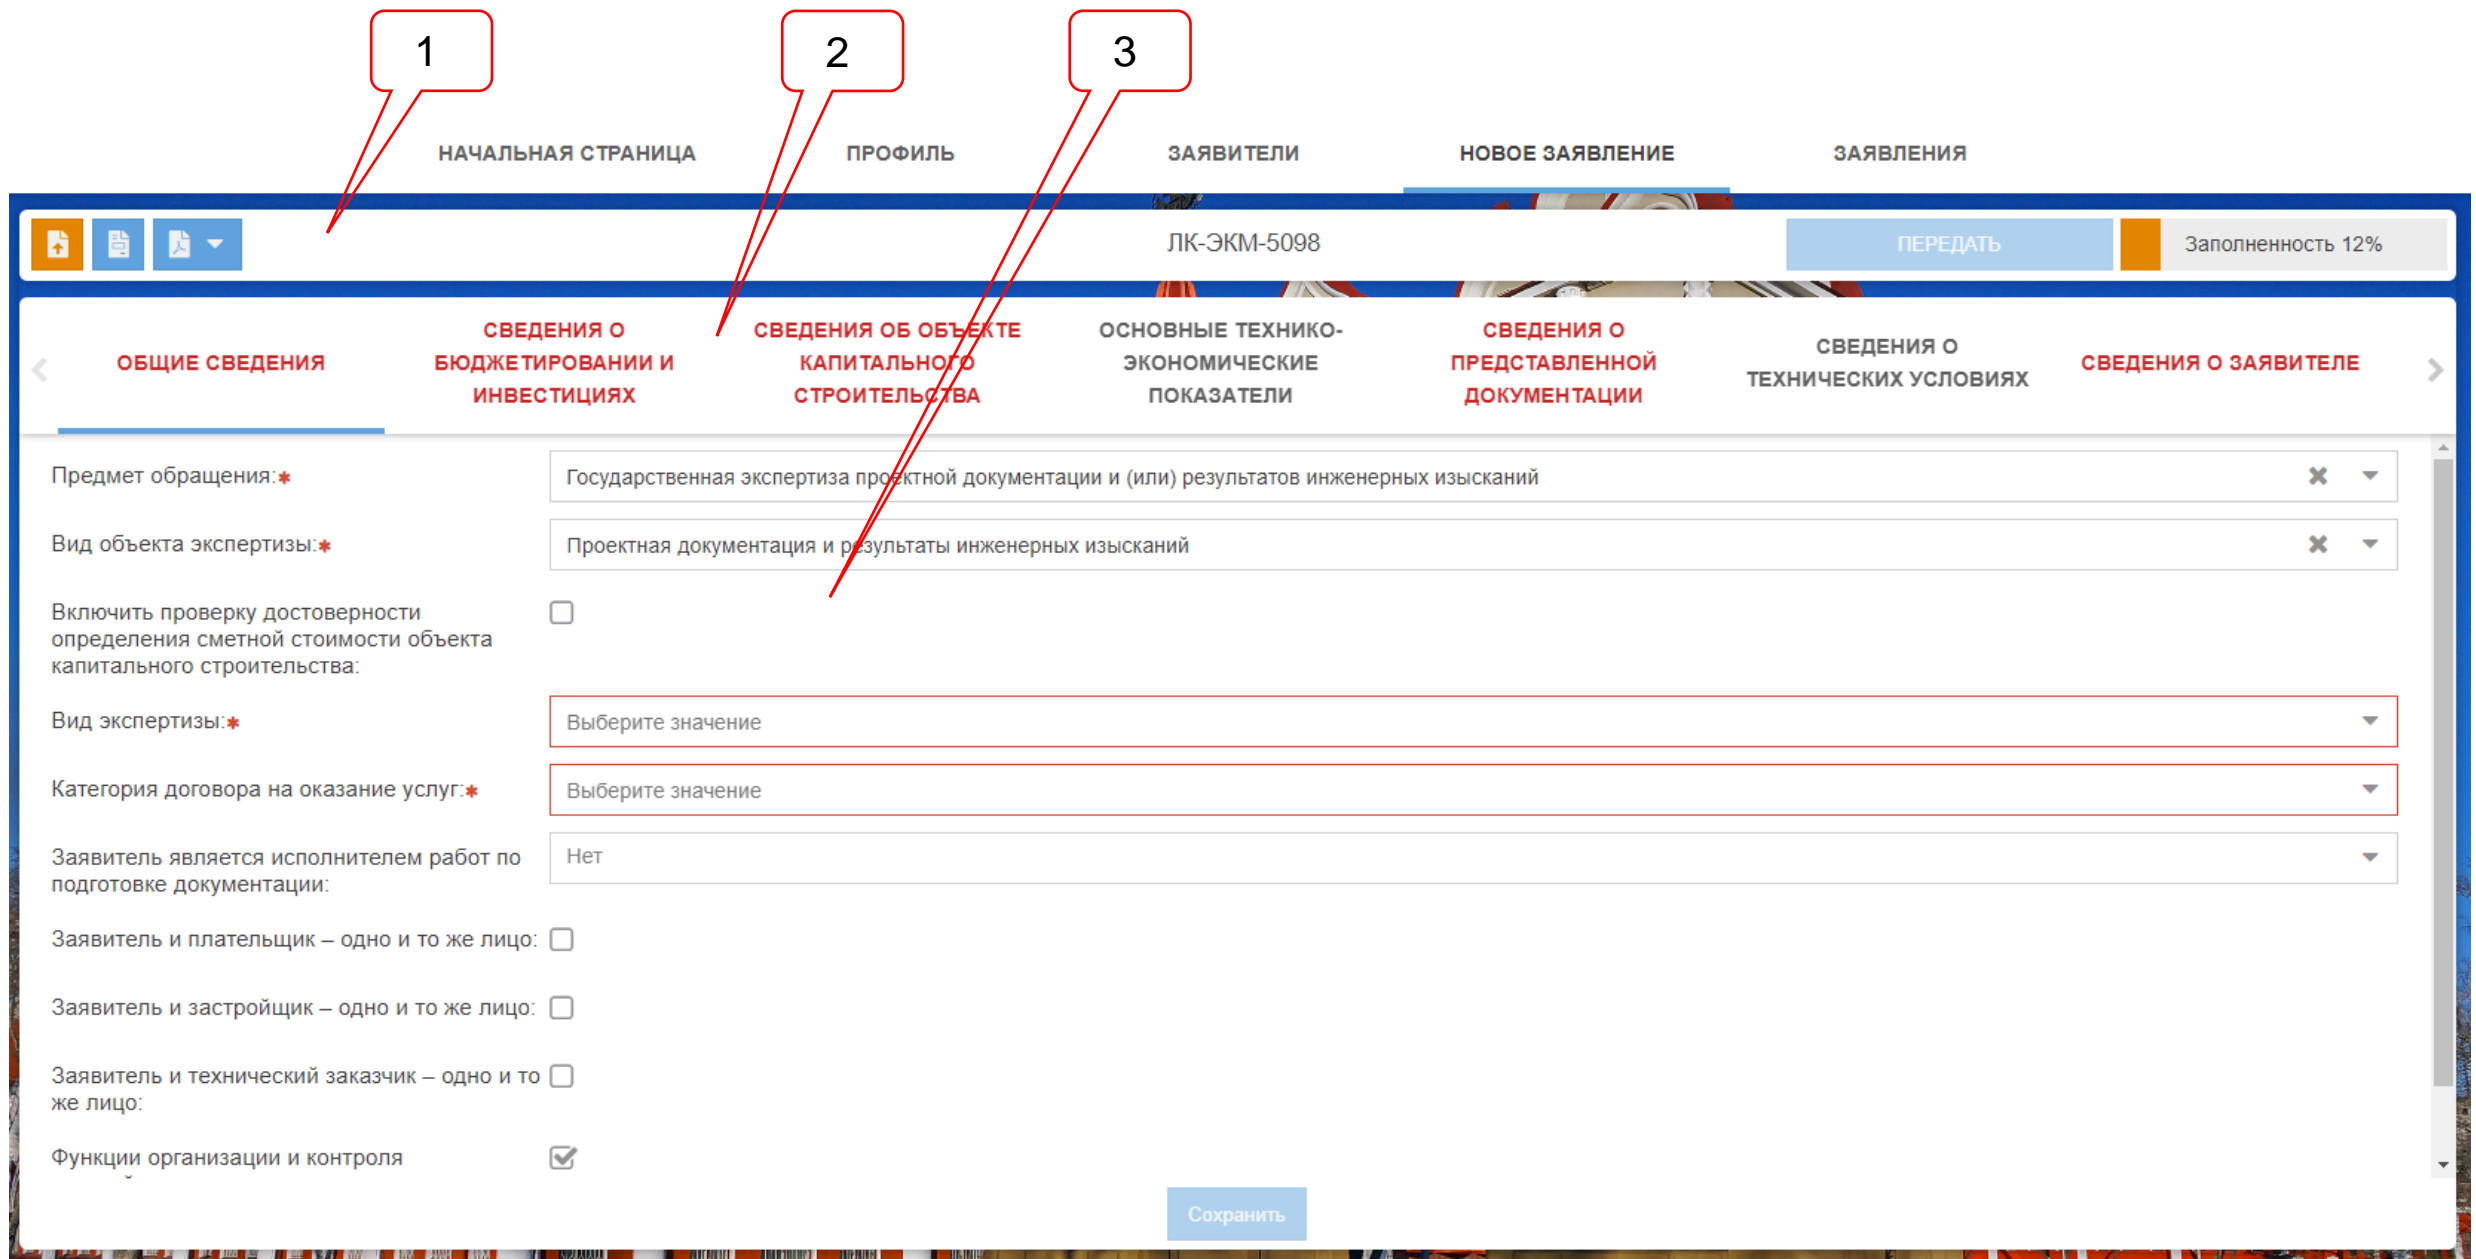 1
2
3
НАЧАЛЬНАЯ СТРАНИЦА
ПРОФИЛЬ
ЗАЯВИТЕЛИ
НОВОЕ ЗАЯВЛЕНИЕ
ЗАЯВЛЕНИЯ
ЛК-ЭКМ-5098
ПЕРЕДАТЬ
Заполненность 12%
ОБЩИЕ СВЕДЕНИЯ
СВЕДЕНИЯ О
БЮДЖЕТИРОВАНИИ И
ИНВЕСТИЦИЯХ
СВЕДЕНИЯ ОБ ОБЪЕКТЕ
КАПИТАЛЬНОГО
СТРОИТЕЛЬСТВА
ОСНОВНЫЕ ТЕХНИКО-
ЭКОНОМИЧЕСКИЕ
ПОКАЗАТЕЛИ
СВЕДЕНИЯ О
ПРЕДСТАВЛЕННОЙ
ДОКУМЕНТАЦИИ
СВЕДЕНИЯ О
ТЕХНИЧЕСКИХ УСЛОВИЯХ
СВЕДЕНИЯ О ЗАЯВИТЕЛЕ
Предмет обращения:*
Государственная экспертиза проектной документации и (или) результатов инженерных изысканий
Вид объекта экспертизы:*
Проектная документация и результаты инженерных изысканий
Включить проверку достоверности
определения сметной стоимости объекта
капитального строительства:
Вид экспертизы:*
Выберите значение
Категория договора на оказание услуг:*
Выберите значение
Заявитель является исполнителем работ по
подготовке документации:
Нет
Заявитель и плательщик – одно и то же лицо:
Заявитель и застройщик – одно и то же лицо:
Заявитель и технический заказчик – одно и то
же лицо:
Функции организации и контроля
Сохранить